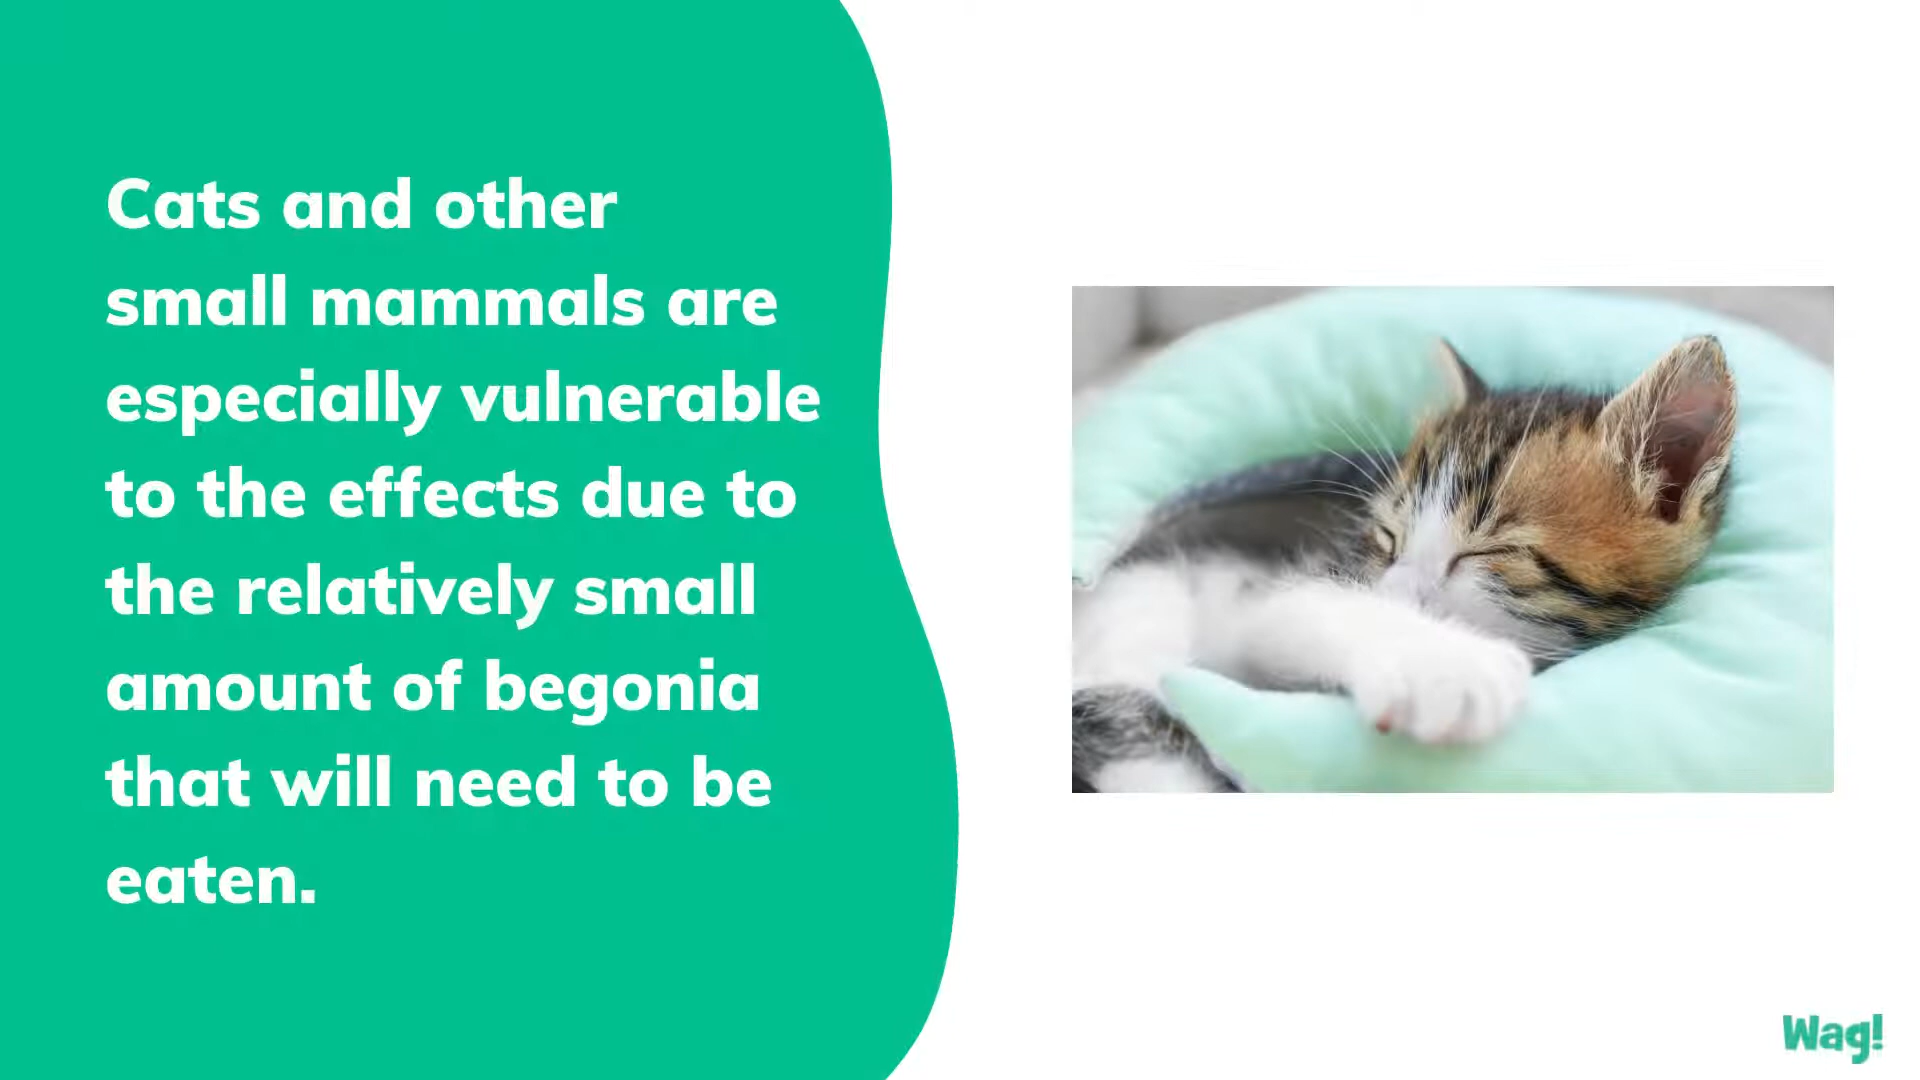 Cats and other
small mammals are
especially vulnerable
to the effects due to
the relatively small
amount of begonia
that will need to be
eaten.
Wag!